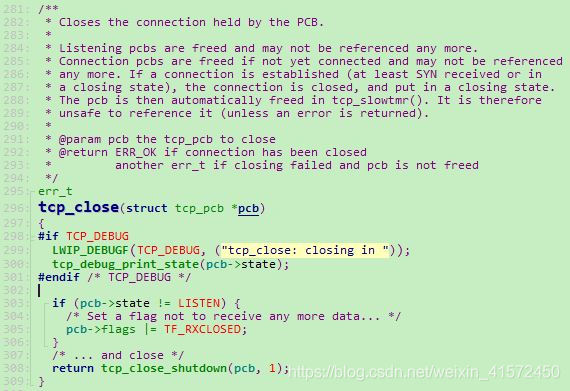 281: /**
282:  * Closes the connection held by the PCB.
283:  *
284:  * Listening pcbs are freed and may not be referenced any more.
285:  * Connection pcbs are freed if not yet connected and may not be referenced
286:  * any more. If a connection is established (at least SYN received or in
287:  * a closing state), the connection is closed, and put in a closing state.
288:  * The pcb is then automatically freed in tcp_slowtmr(). It is therefore
289:  * unsafe to reference it (unless an error is returned).
290:  *
291:  * @param pcb the tcp_pcb to close
292:  * @return ERR_OK if connection has been closed
293:  *         another err_t if closing failed and pcb is not freed
294:  */
295: err_t
296: tcp_close(struct tcp_pcb *pcb)
297: {
298: #if TCP_DEBUG
299:   LWIP_DEBUGF(TCP_DEBUG, ("tcp_close: closing in "));
300:   tcp_debug_print_state(pcb->state);
301: #endif /* TCP_DEBUG */
302:
303:   if (pcb->state != LISTEN) {
304:     /* Set a flag not to receive any more data... */
305:     pcb->flags |= TF_RXCLOSED;
306:   }
307:   /* ... and close */
308:   return tcp_close_shutdown(pcb, 1);
309: }
https://blog.csdn.net/weixin_41572450